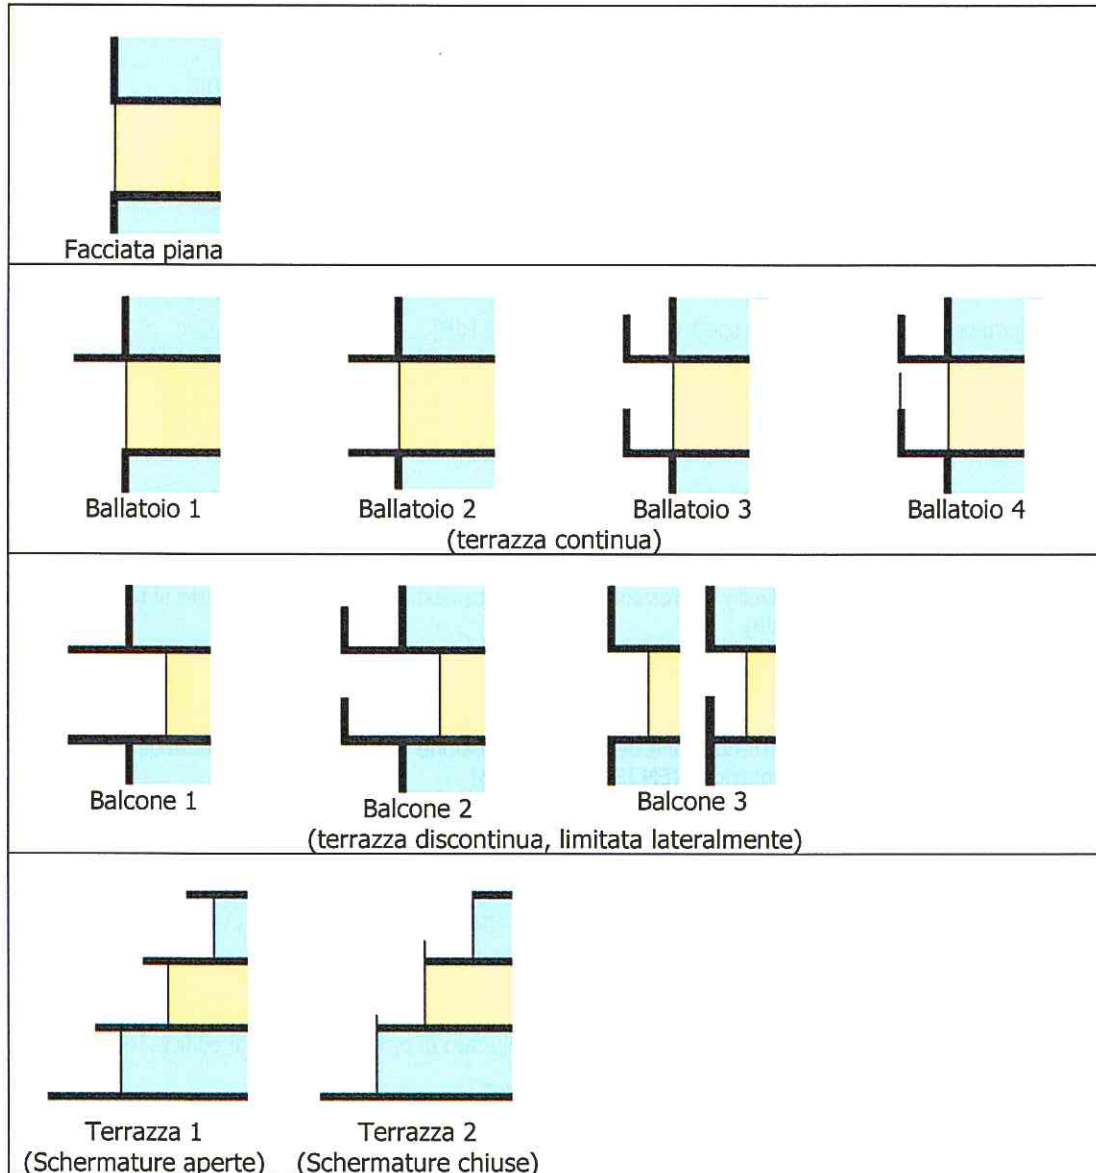 Facciata piana
Ballatoio 1 Ballatoio 2 Ballatoio 3 Ballatoio 4
(terrazza continua)
Balcone 1 Balcone 2 Balcone 3
(terrazza discontinua, limitata lateralmente)
Terrazza 1 Terrazza 2
(Schermature aperte) (Schermature chiuse)